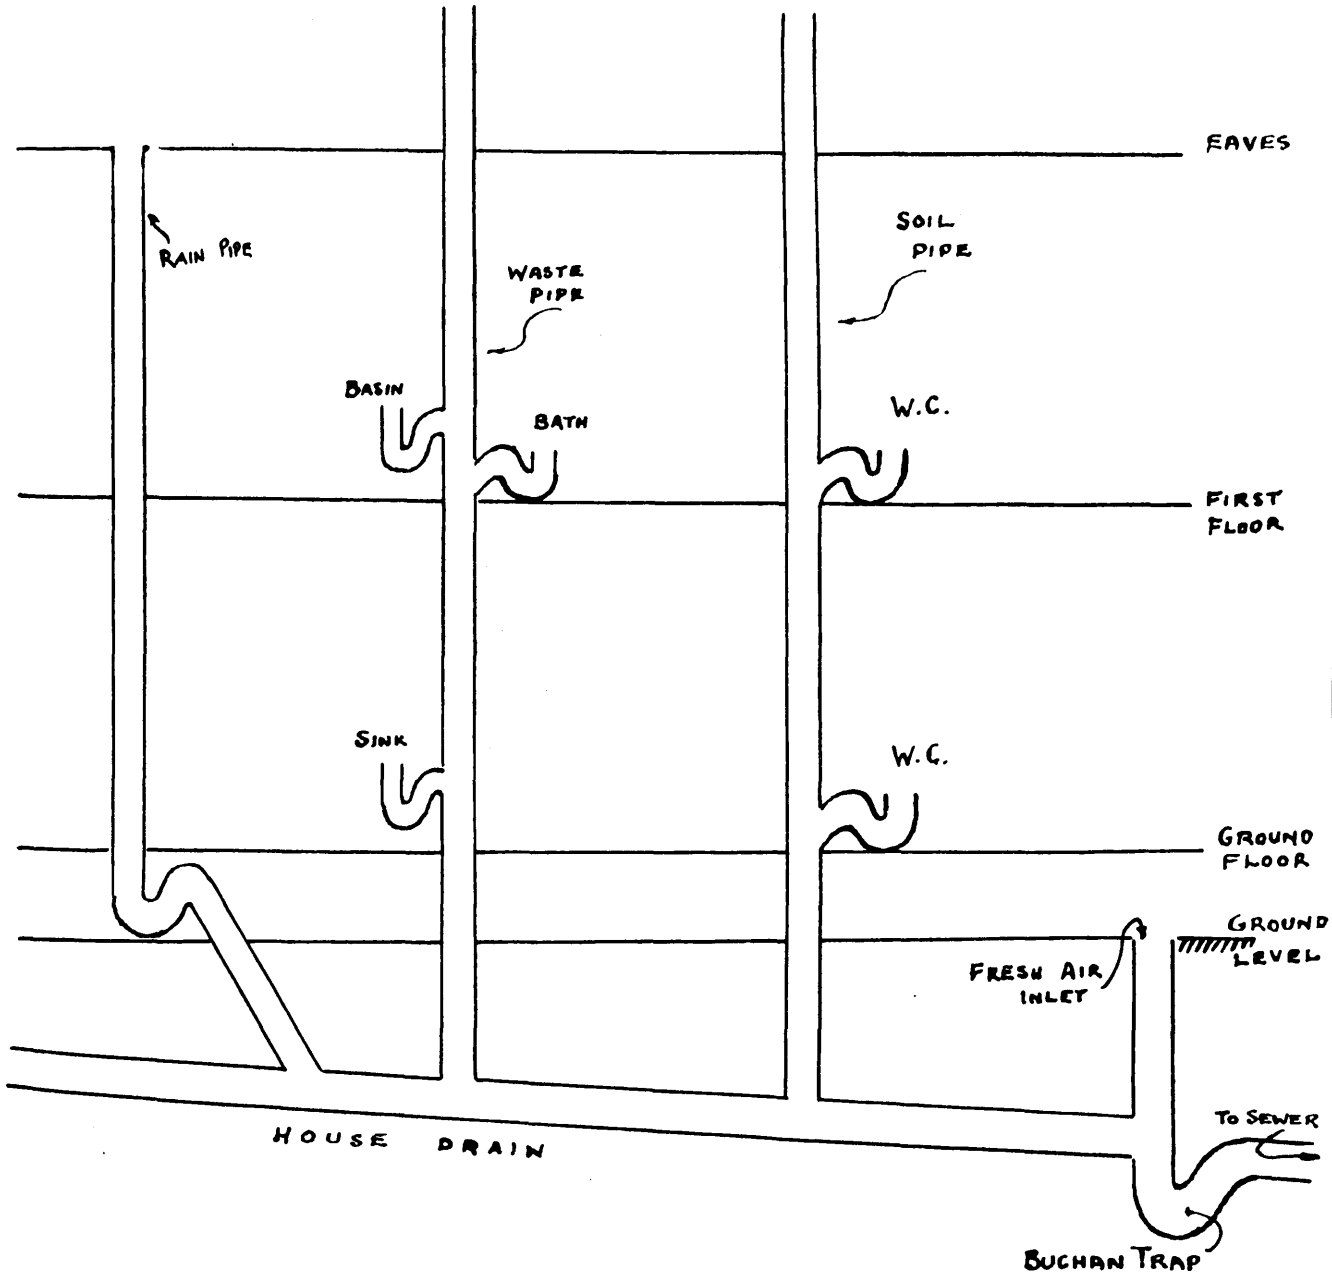 EAVES
SOIL
PIPE
RAIN PIPE
WASTE
PIPE
BASIN
BATH
W.C.
FIRST
FLOOR
SINK
W.C.
GROUND
FLOOR
GROUND
LEVEL
FRESH AIR
INLET
TO SEWER
HOUSE DRAIN
BUCHAN TRAP